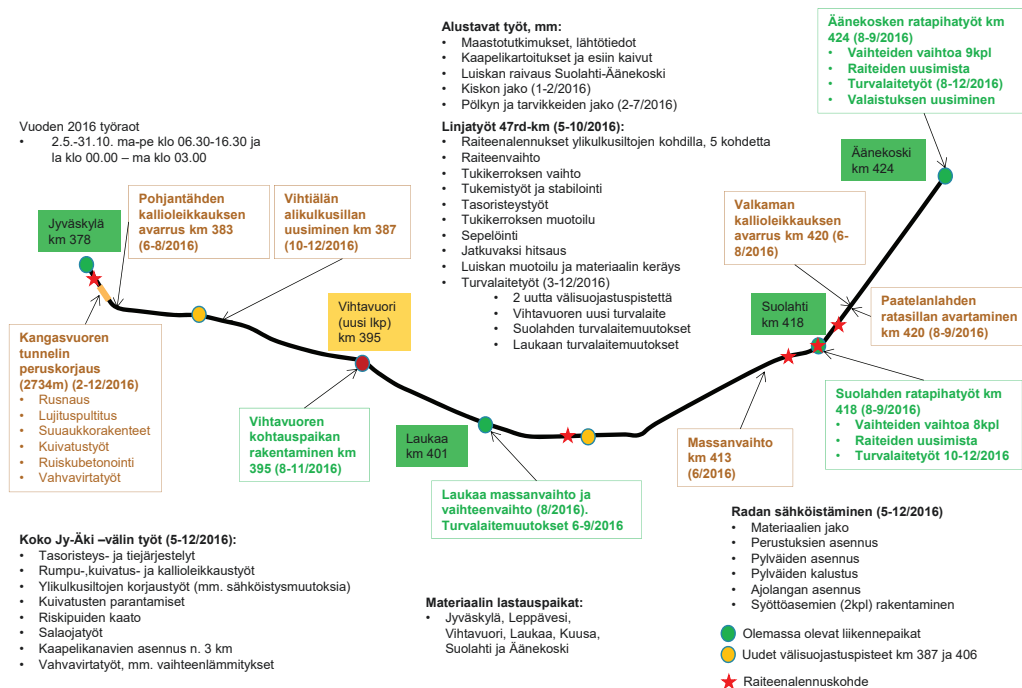 Vuoden 2016 työraot
• 2.5.-31.10. ma-pe klo 06.30-16.30 ja
la klo 00.00 – ma klo 03.00
Alustavat työt, mm:
• Maastotutkimukset, lähtötiedot
• Kaapelikartoitukset ja esiin kaivut
• Luiskan raivaus Suolahti-Äänekoski
• Kiskon jako (1-2/2016)
• Pölkyn ja tarvikkeiden jako (2-7/2016)
Linjatyöt 47rd-km (5-10/2016):
• Raiteenalennukset ylikulkusiltojen kohdilla, 5 kohdetta
• Raiteenvaihto
• Tukikerroksen vaihto
• Tukemistyöt ja stabilointi
• Tasoristeystyöt
• Tukikerroksen muotoilu
• Sepelöinti
• Jatkuvaksi hitsaus
• Luiskan muotoilu ja materiaalin keräys
• Turvalaitetyöt (3-12/2016)
• 2 uutta välisuojastuspistettä
• Vihtavuoren uusi turvalaite
• Suolahden turvalaitemuutokset
• Laukaan turvalaitemuutokset
Äänekosken ratapihatyöt km
424 (8-9/2016)
• Vaihteiden vaihtoa 9kpl
• Raiteiden uusimista
• Turvalaitetyöt (8-12/2016)
• Valaistuksen uusiminen
Äänekoski
km 424
Jyväskylä
km 378
Pohjantähden
kallioleikkauksen
avarrus km 383
(6-8/2016)
Vihtiälän
alikulkusillan
uusiminen km 387
(10-12/2016)
Valkaman
kallioleikkauksen
avarrus km 420 (6-
8/2016)
Vihtavuori
(uusi lkp)
km 395
Suolahti
km 418
Paatelanlahden
ratasillan avartaminen
km 420 (8-9/2016)
Kangasvuoren
tunnelin
peruskorjaus
(2734m) (2-12/2016)
• Rusnaus
• Lujituspultitus
• Suuaukkorakenteet
• Kuivatustyöt
• Ruiskubetonointi
• Vahvavirtatyöt
Vihtavuoren
kohtauspaikan
rakentaminen km
395 (8-11/2016)
Laukaa
km 401
Massanvaihto
km 413
(6/2016)
Suolahden ratapihatyöt km
418 (8-9/2016)
• Vaihteiden vaihtoa 8kpl
• Raiteiden uusimista
• Turvalaitetyöt 10-12/2016
Laukaa massanvaihto ja
vaihteenvaihto (8/2016).
Turvalaitemuutokset 6-9/2016
Koko Jy-Äki –välin työt (5-12/2016):
• Tasoristeys- ja tiejärjestelyt
• Rumpu-,kuivatus- ja kallioleikkaustyöt
• Ylikulkusiltojen korjaustyöt (mm. sähköistysmuutoksia)
• Kuivatusten parantamiset
• Riskipuiden kaato
• Salaojatyöt
• Kaapelikanavien asennus n. 3 km
• Vahvavirtatyöt, mm. vaihteenlämmitykset
Materiaalin lastauspaikat:
• Jyväskylä, Leppävesi,
Vihtavuori, Laukaa, Kuusa,
Suolahti ja Äänekoski
Radan sähköistäminen (5-12/2016)
• Materiaalien jako
• Perustuksien asennus
• Pylväiden asennus
• Pylväiden kalustus
• Ajolangan asennus
• Syöttöasemien (2kpl) rakentaminen
Olemassa olevat liikennepaikat
Uudet välisuojastuspisteet km 387 ja 406
Raiteenalennuskohde